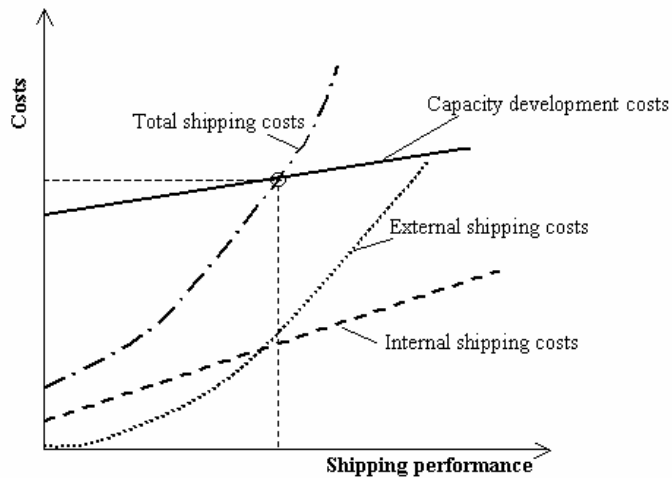 Costs
Total shipping costs
Capacity development costs
External shipping costs
Internal shipping costs
Shipping performance